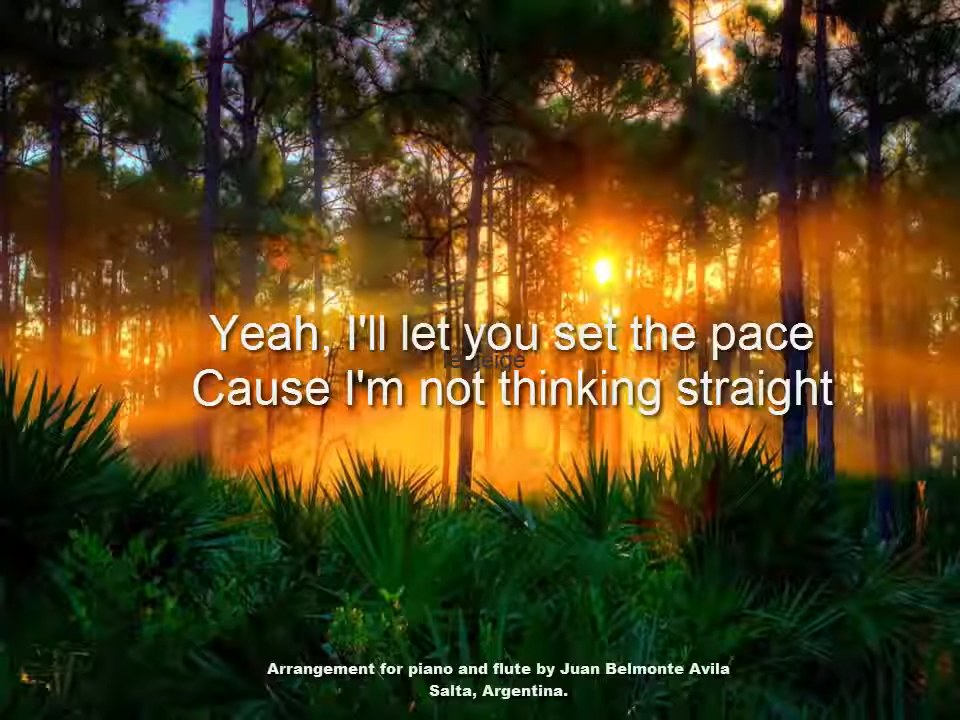 Yeah, I'll let you set the pace
Cause I'm not thinking straight
Arrangement for piano and flute by Juan Belmonte Avila
Salta, Argentina.